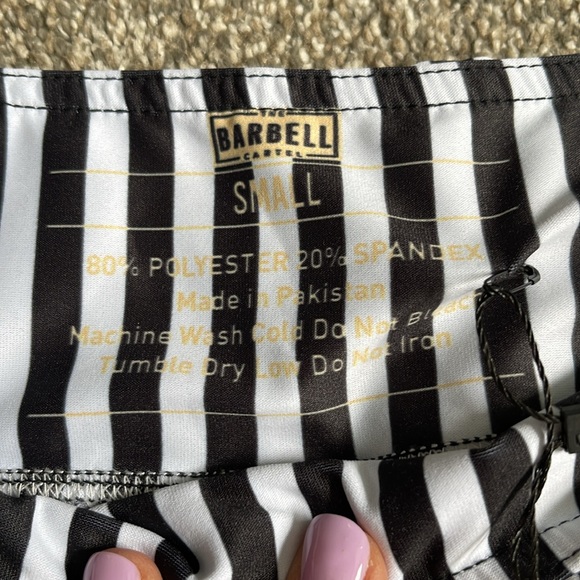 THE
BARBELL
CARTEL
SMALL
80% POLYESTER 20% SPANDEX
Made in Pakistan
Machine Wash Cold Do Not Bleach
Tumble Dry Low Do Not Iron